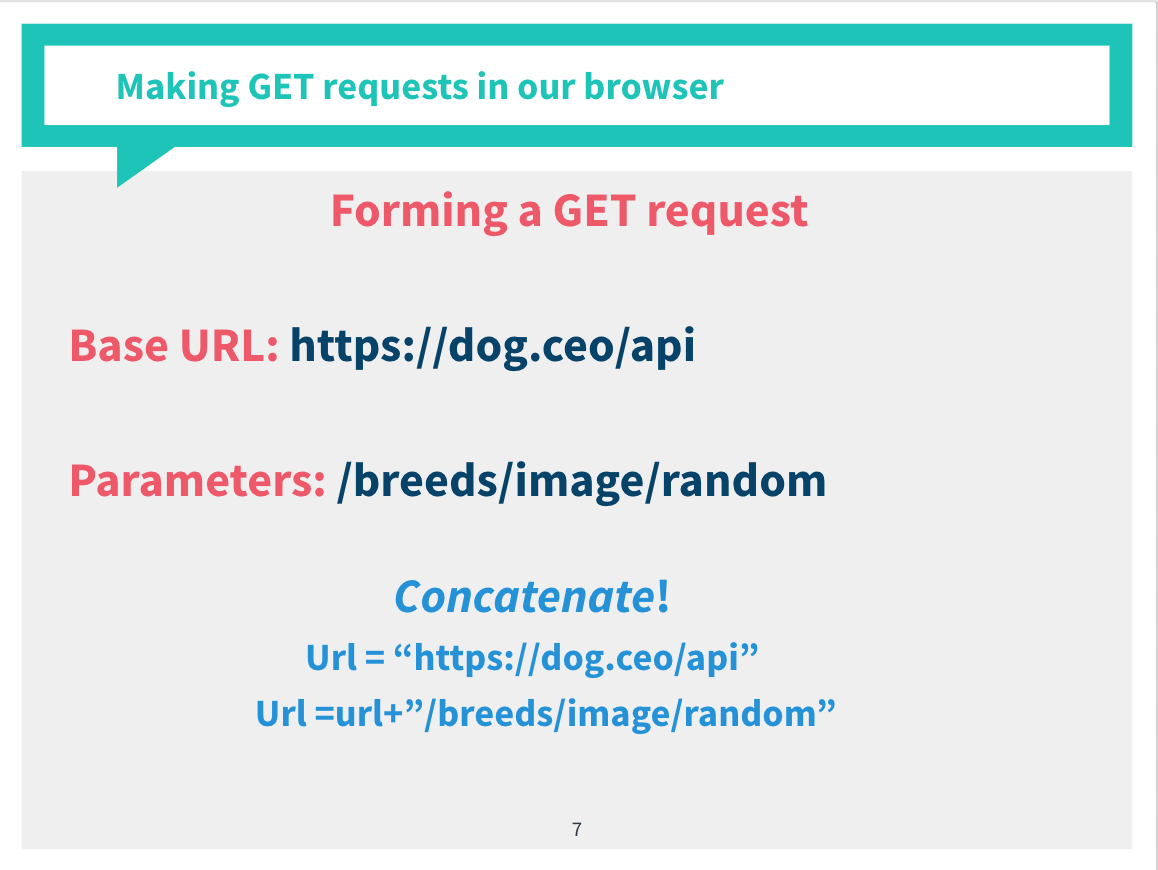 Making GET requests in our browser
Forming a GET request
Base URL: https://dog.ceo/api
Parameters: /breeds/image/random
Concatenate!
Url = “https://dog.ceo/api”
Url =url+”/breeds/image/random”
7